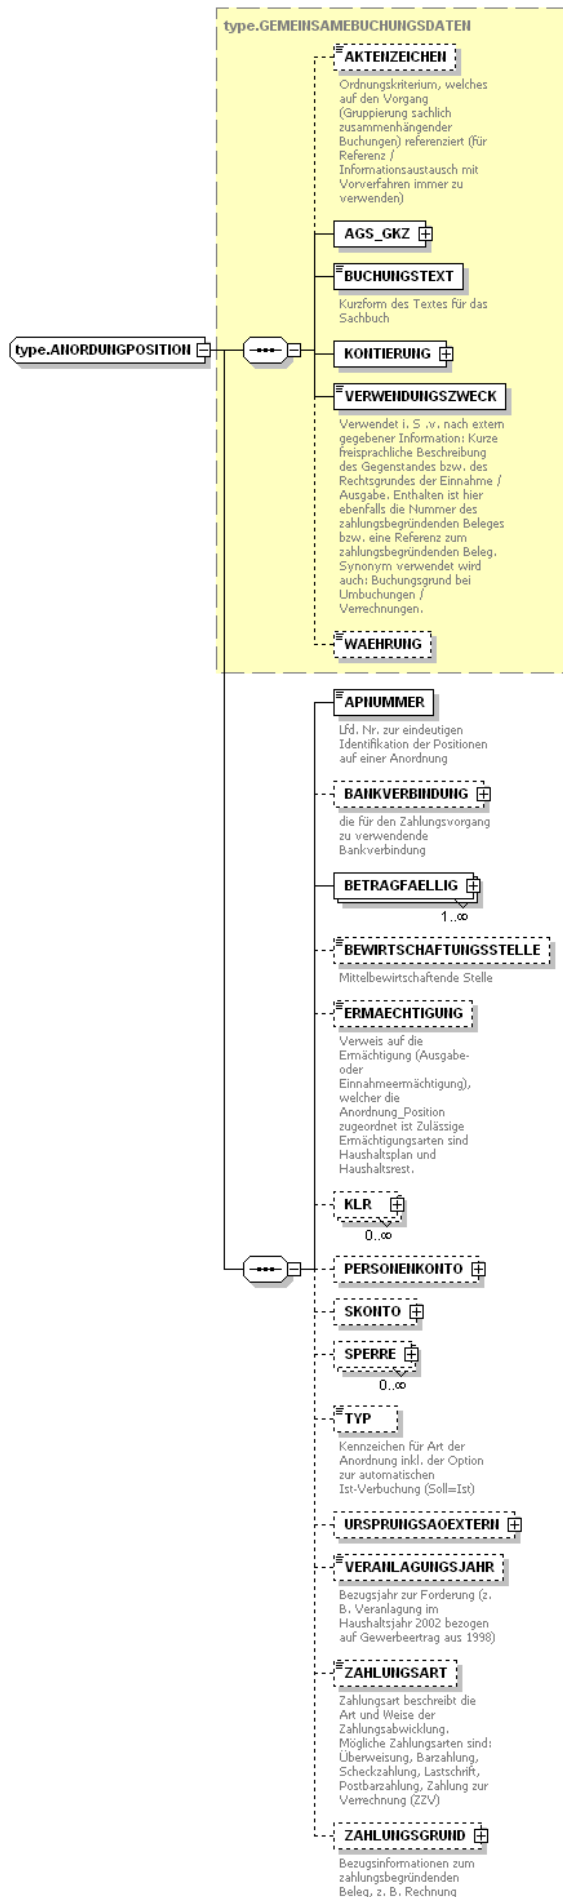 type.GEMEINSAMEBUCHUNGSDATEN
AKTENZEICHEN
Ordnungskriterium, welches
auf den Vorgang
(Gruppierung sachlich
zusammenhängender
Buchungen) referenziert (für
Referenz /
Informationsaustausch mit
Vorverfahren immer zu
verwenden)
AGS_GKZ
BUCHUNGSTEXT
Kurzform des Textes für das
Sachbuch
type.ANORDUNGPOSITION
KONTIERUNG
VERWENDUNGSZWECK
Verwendet i. S .v. nach extern
gegebener Information: Kurze
freisprachliche Beschreibung
des Gegenstandes bzw. des
Rechtsgrundes der Einnahme /
Ausgabe. Enthalten ist hier
ebenfalls die Nummer des
zahlungsbegründenden Beleges
bzw. eine Referenz zum
zahlungsbegründenden Beleg.
Synonym verwendet wird
auch: Buchungsgrund bei
Umbuchungen /
Verrechnungen.
WAEHRUNG
APNUMMER
Lfd. Nr. zur eindeutigen
Identifikation der Positionen
auf einer Anordnung
BANKVERBINDUNG
die für den Zahlungsvorgang
zu verwendende
Bankverbindung
BETRAGFAELLIG
1..∞
BEWIRTSCHAFTUNGSSTELLE
Mittelbewirtschaftende Stelle
ERMAECHTIGUNG
Verweis auf die
Ermächtigung (Ausgabe-
oder
Einnahmeermächtigung),
welcher die
Anordnung_Position
zugeordnet ist Zulässige
Ermächtigungsarten sind
Haushaltsplan und
Haushaltsrest.
KLR
0..∞
PERSONENKONTO
SKONTO
SPERRE
0..∞
TYP
Kennzeichen für Art der
Anordnung inkl. der Option
zur automatischen
Ist-Verbuchung (Soll=Ist)
URSPRUNGSAOEXTERN
VERANLAGUNGSJAHR
Bezugsjahr zur Forderung (z.
B. Veranlagung im
Haushaltsjahr 2002 bezogen
auf Gewerbeertrag aus 1998)
ZAHLUNGSART
Zahlungsart beschreibt die
Art und Weise der
Zahlungsabwicklung.
Mögliche Zahlungsarten sind:
Überweisung, Barzahlung,
Scheckzahlung, Lastschrift,
Postbarzahlung, Zahlung zur
Verrechnung (ZZV)
ZAHLUNGSGRUND
Bezugsinformationen zum
zahlungsbegründenden
Beleg, z. B. Rechnung